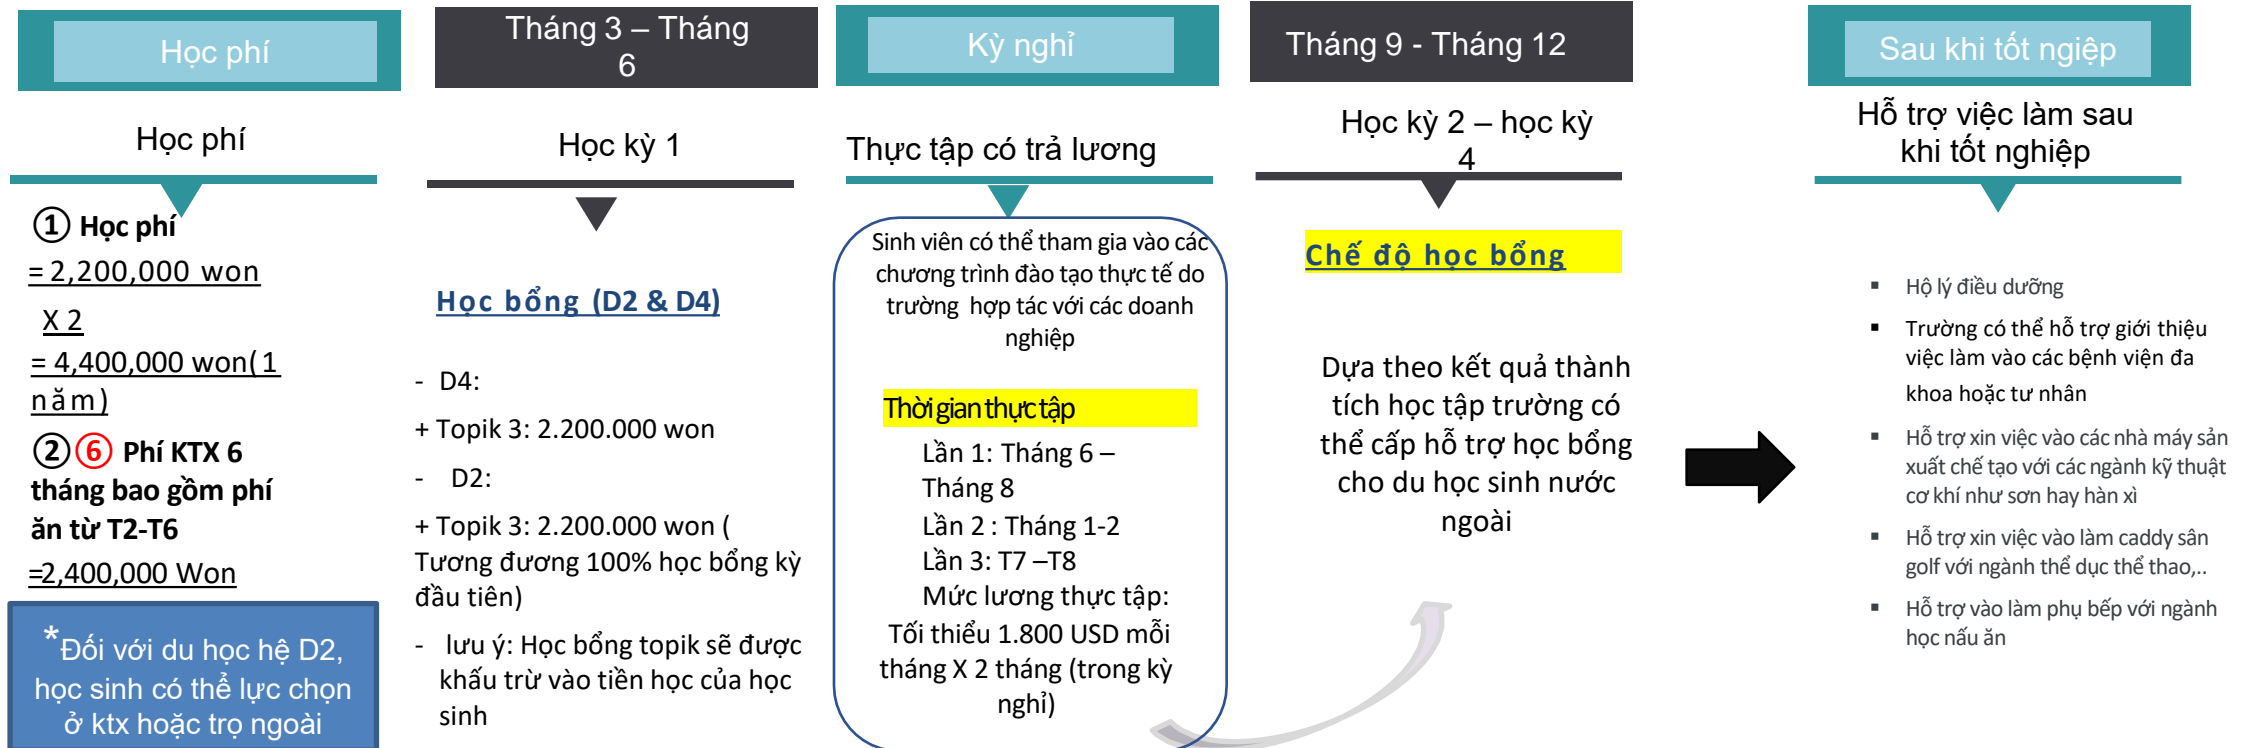 Học phí
Học phí
① Học phí
= 2,200,000 won
X 2
= 4,400,000 won( 1
năm)
②⑥ Phí KTX 6
tháng bao gồm phí
ăn từ T2-T6
=2,400,000 Won
*Đối với du học hệ D2,
học sinh có thể lực chọn
ở ktx hoặc trọ ngoài
Tháng 3 – Tháng
6
Học kỳ 1
Học bổng (D2 & D4)
- D4:
+ Topik 3: 2.200.000 won
- D2:
+ Topik 3: 2.200.000 won (
Tương đương 100% học bổng kỳ
đầu tiên)
- lưu ý: Học bổng topik sẽ được
khấu trừ vào tiền học của học
sinh
Kỳ nghỉ
Thực tập có trả lương
Sinh viên có thể tham gia vào các
chương trình đào tạo thực tế do
trường hợp tác với các doanh
nghiệp
Thời gian thực tập
Lần 1: Tháng 6 –
Tháng 8
Lần 2 : Tháng 1-2
Lần 3: T7 –T8
Mức lương thực tập:
Tối thiểu 1.800 USD mỗi
tháng X 2 tháng (trong kỳ
nghỉ)
Tháng 9 - Tháng 12
Học kỳ 2 – học kỳ
4
Chế độ học bổng
Dựa theo kết quả thành
tích học tập trường có
thể cấp hỗ trợ học bổng
cho du học sinh nước
ngoài
Sau khi tốt ngiệp
Hỗ trợ việc làm sau
khi tốt nghiệp
▪ Hộ lý điều dưỡng
▪ Trường có thể hỗ trợ giới thiệu
việc làm vào các bệnh viện đa
khoa hoặc tư nhân
▪ Hỗ trợ xin việc vào các nhà máy sản
xuất chế tạo với các ngành kỹ thuật
cơ khí như sơn hay hàn xì
▪ Hỗ trợ xin việc vào làm caddy sân
golf với ngành thể dục thể thao,..
▪ Hỗ trợ vào làm phụ bếp với ngành
học nấu ăn